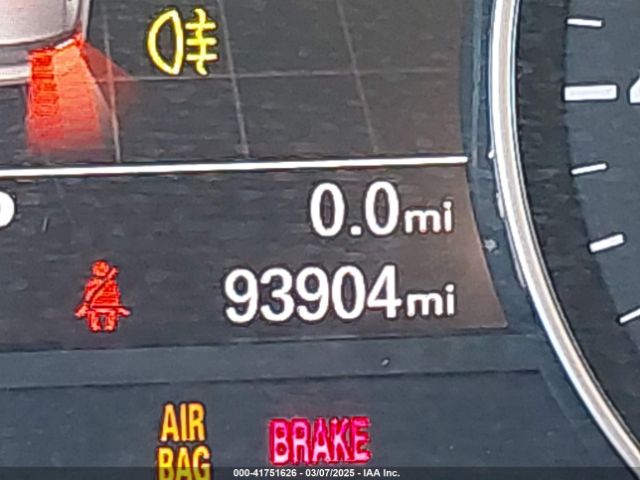 0.0mi
93904mi
AIR
BAG
BRAKE
000-41751626 - 03/07/2025 - IAA Inc.